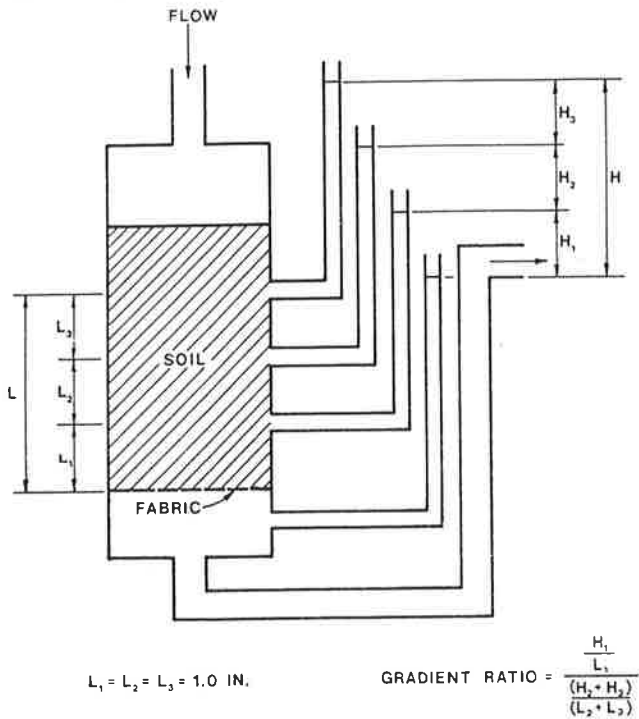 FLOW
H₃
H₂
H
H₁
L₃
L₂
L
L₁
SOIL
FABRIC
L₁ = L₂ = L₃ = 1.0 IN.
GRADIENT RATIO =
H₁
L₁
(H₂ + H₂)
(L₂ + L₃)